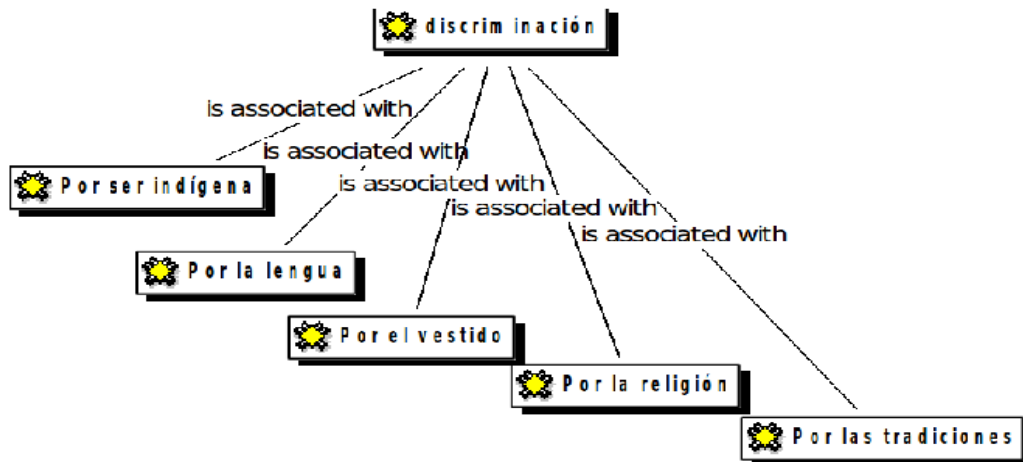 discriminación
is associated with
is associated with
Por ser indígena
is associated with
is associated with
is associated with
Por la lengua
Por el vestido
Por la religión
Por las tradiciones